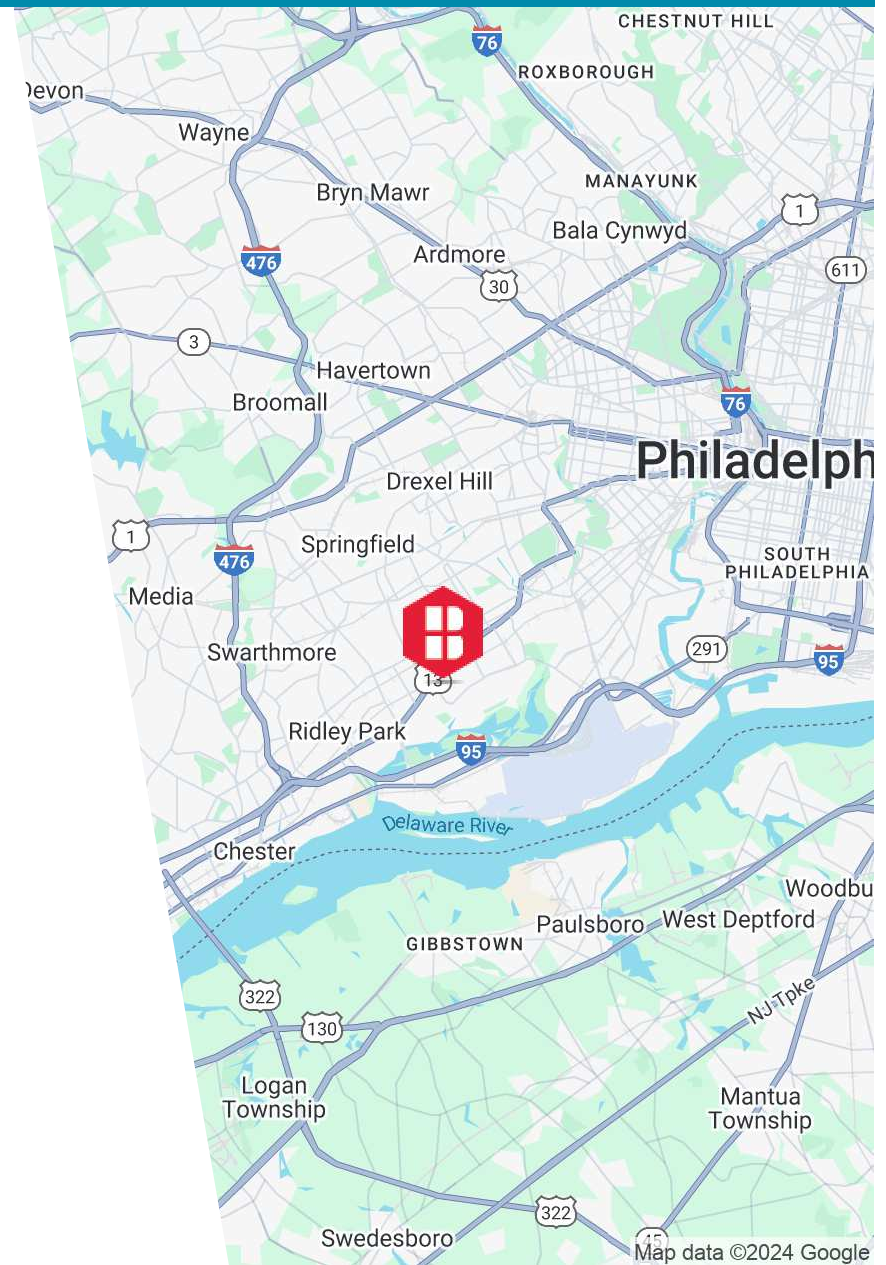 CHESTNUT HILL
76
ROXBOROUGH
Devon
Wayne
MANAYUNK
Bryn Mawr
1
Bala Cynwyd
Ardmore
476
611
30
3
Havertown
Broomall
76
Philadelph
Drexel Hill
1
Springfield
476
SOUTH
PHILADELPHIA
Media
Swarthmore
291
95
13
Ridley Park
95
Delaware River
Chester
Woodbu
Paulsboro
West Deptford
GIBBSTOWN
322
NJ Tpke
130
Logan
Township
Mantua
Township
322
Swedesboro
45
Map data ©2024 Google